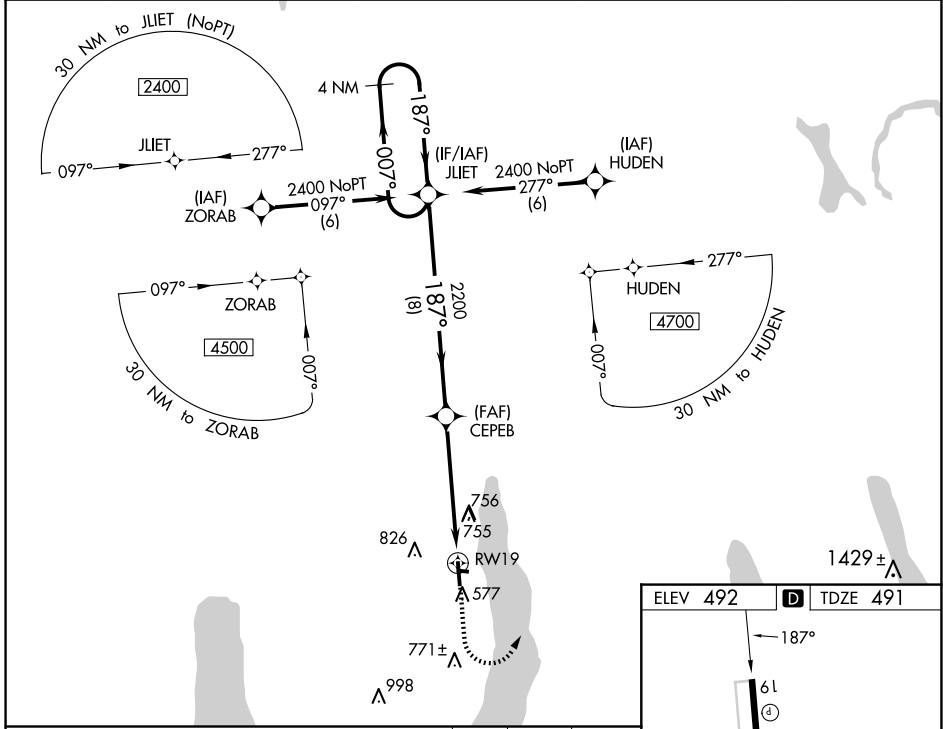 30 NM to JLIET (NoPT)
2400
JLIET
097°
277°
4 NM
187°
007°
(IF/IAF)
JLIET
(IAF)
HUDEN
2400 NoPT
277°
(6)
(IAF)
ZORAB
2400 NoPT
097°
(6)
097°
ZORAB
4500
007°
30 NM to ZORAB
2200
187°
(8)
277°
HUDEN
4700
007°
30 NM to HUDEN
(FAF)
CEPEB
756
755
826
RW19
577
771±
998
1429±
ELEV 492
D
TDZE 491
187°
19
P